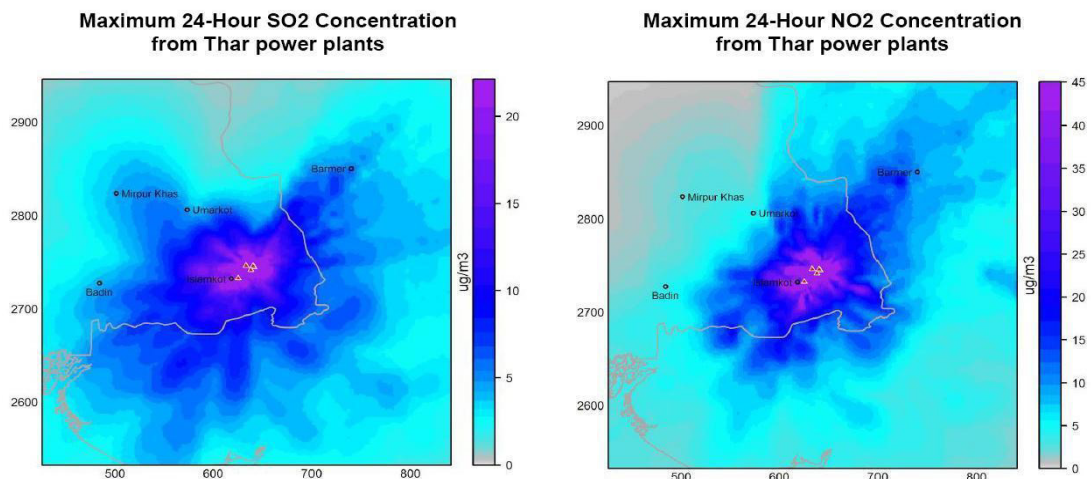 Maximum 24-Hour SO2 Concentration
from Thar power plants
2900
2800
2700
2600
500
600
700
800
Barmer
Mirpur Khas
Umarkot
Islamkot
Badin
20
15
10
5
0
ug/m3
Maximum 24-Hour NO2 Concentration
from Thar power plants
2900
2800
2700
2600
500
600
700
800
Barmer
Mirpur Khas
Umarkot
Islamkot
Badin
45
40
35
30
25
20
15
10
5
0
ug/m3